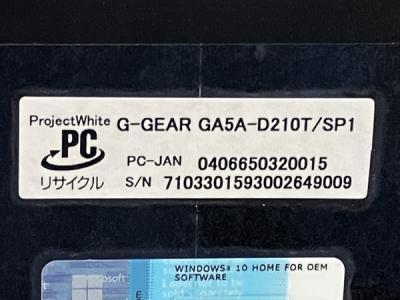 ProjectWhite
G-GEAR GA5A-D210T/SP1
PC
PC-JAN 0406650320015
リサイクル S/N 7103301593002649009
WINDOWS® 10 HOME FOR OEM
SOFTWARE